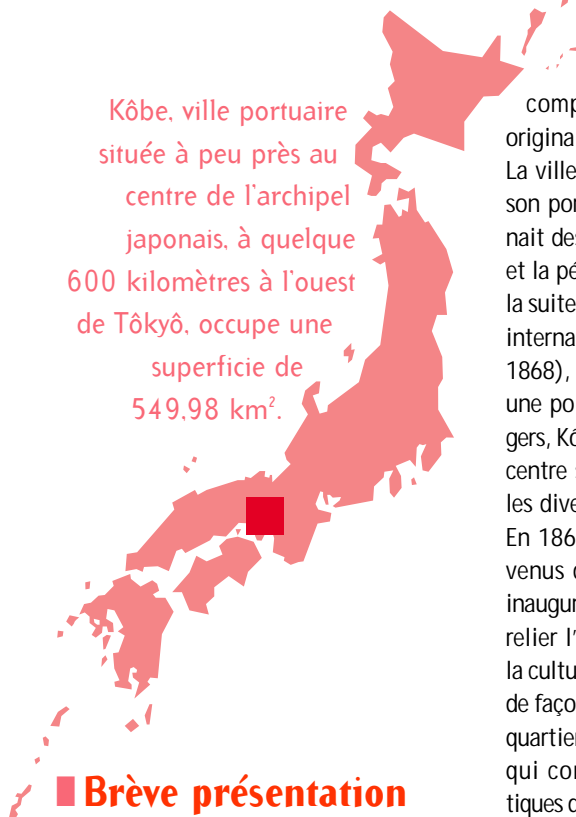 Kôbe, ville portuaire
située à peu près au
centre de l'archipel
japonais, à quelque
600 kilomètres à l'ouest
de Tôkyô, occupe une
superficie de
549,98 km².
Brève présentation
comp
origina
La ville
son por
nait des
et la pé
la suite
interna
1868),
une po
gers, Kô
centre s
les dive
En 186
venus d
inaugur
relier l'
la cultu
de faço
quartier
qui con
tiques d